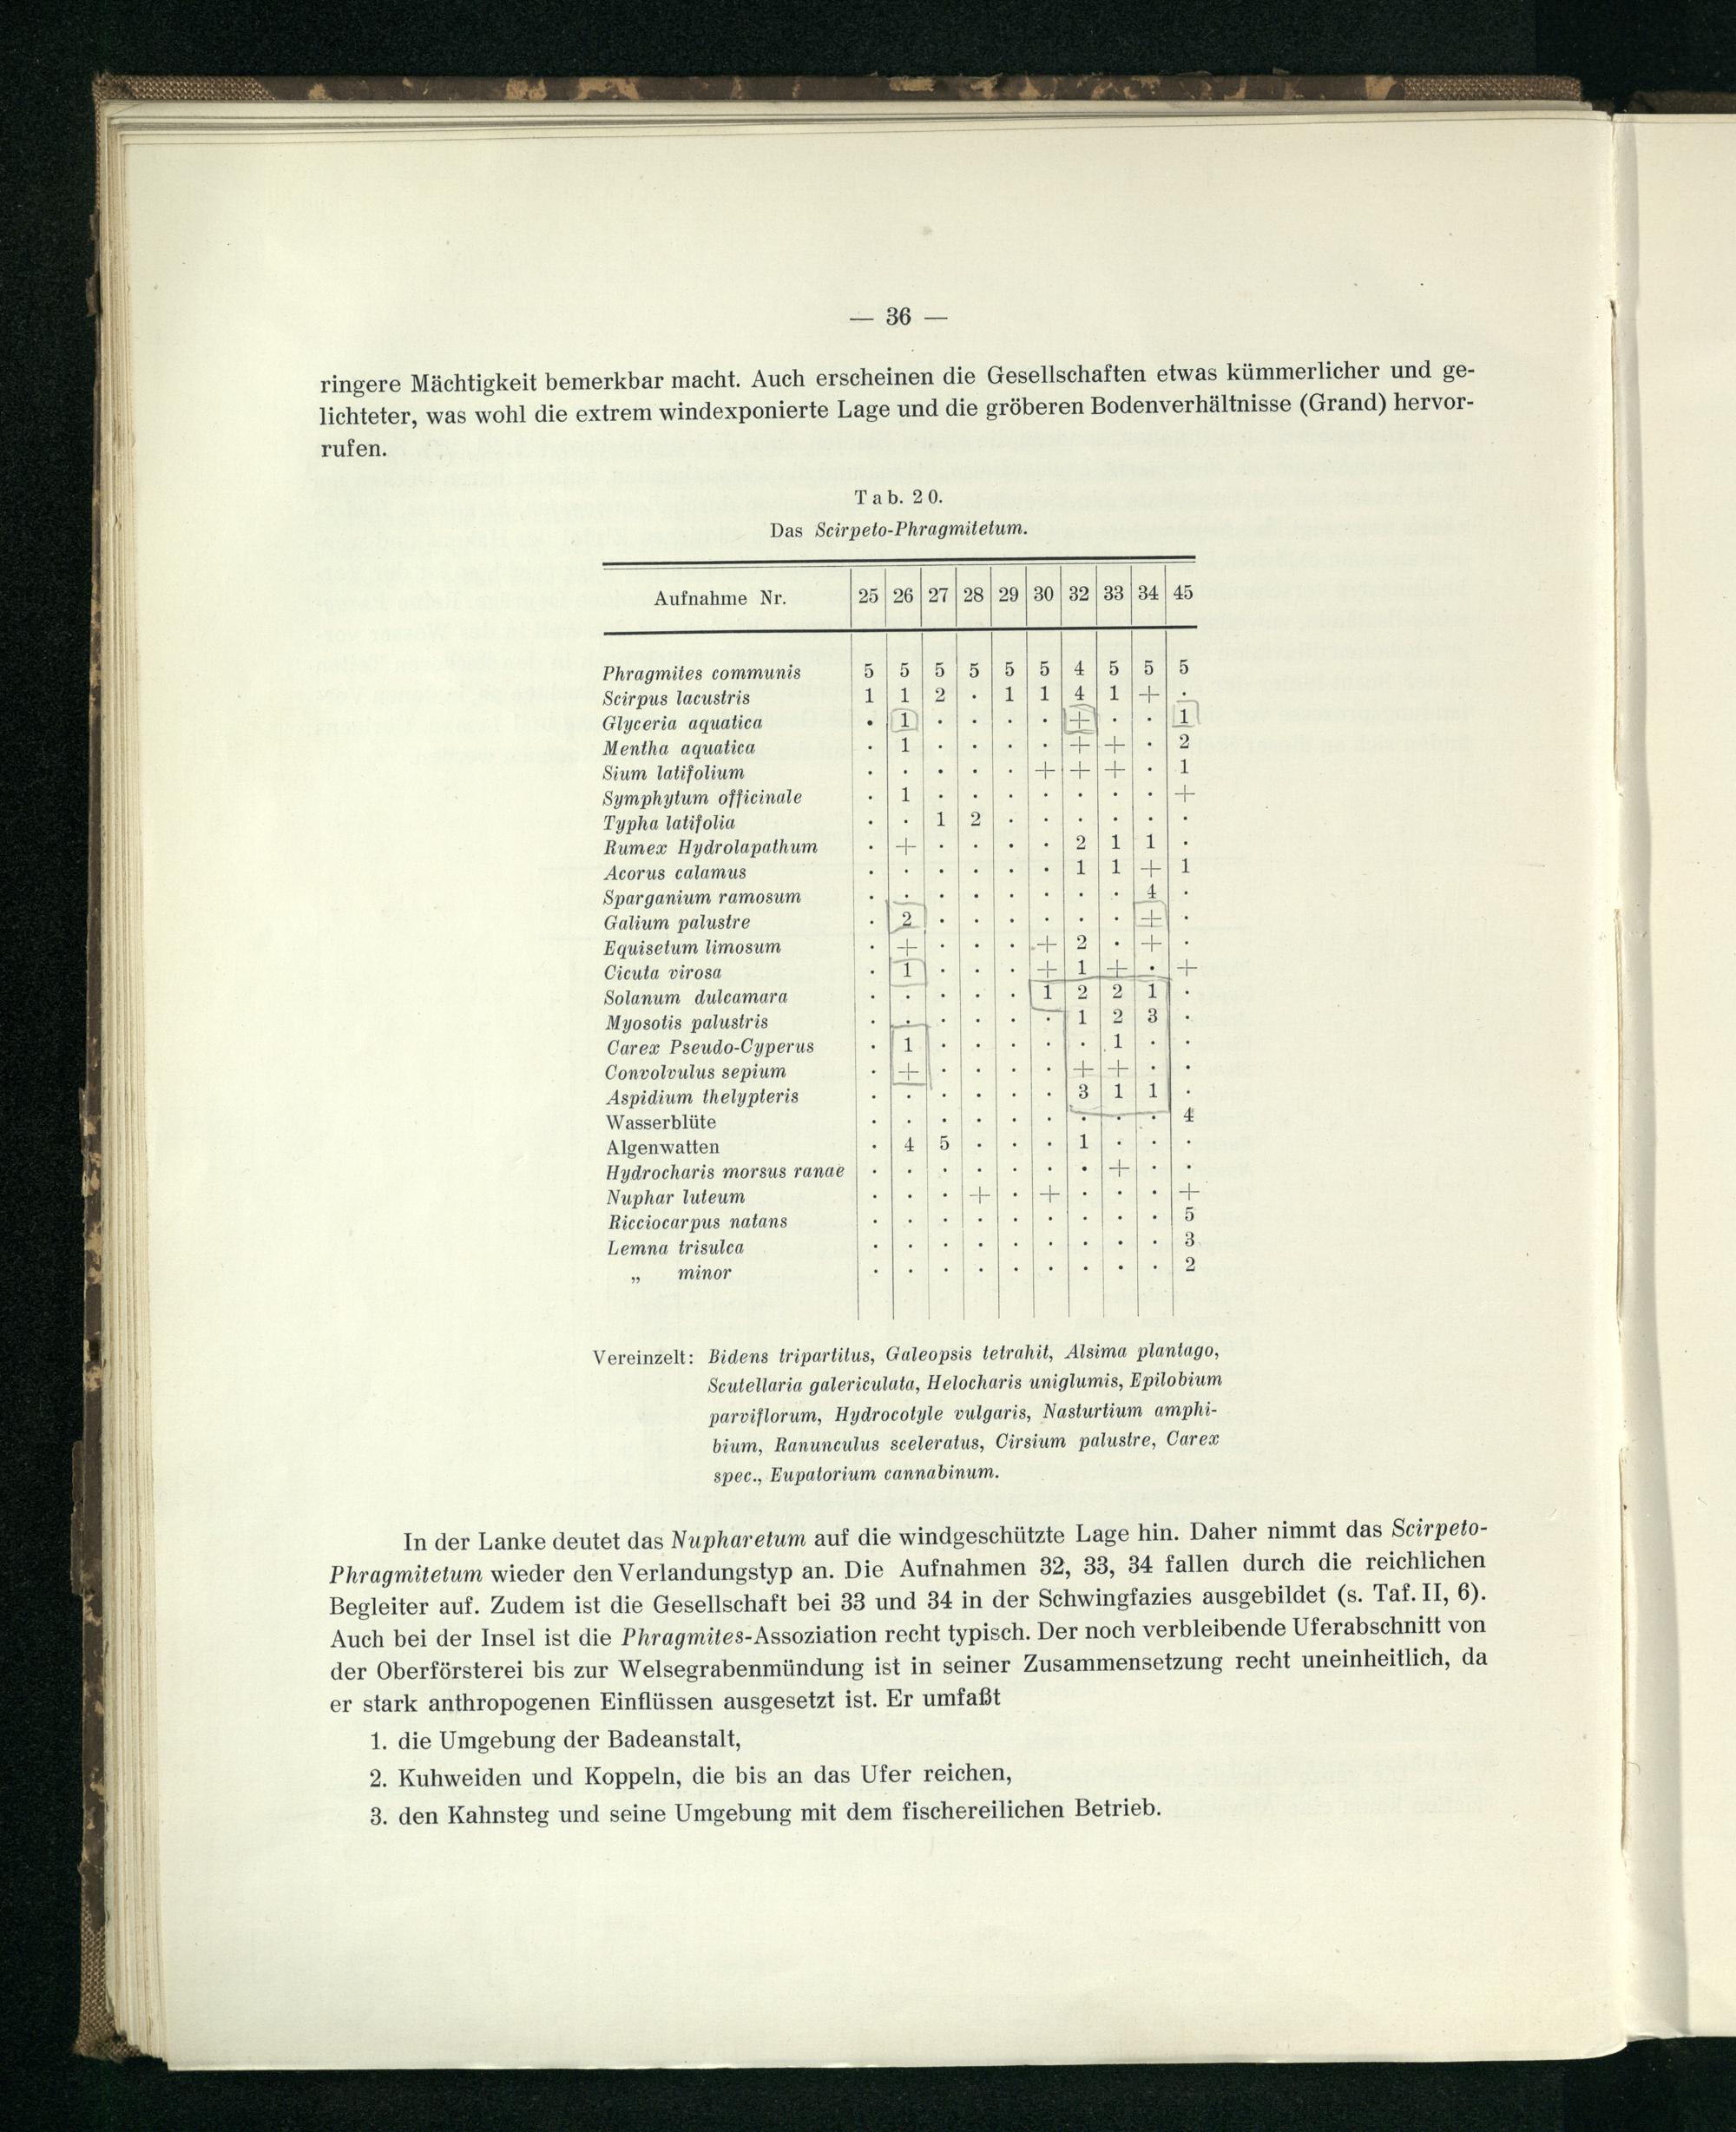 — 36 —
ringere Mächtigkeit bemerkbar macht. Auch erscheinen die Gesellschaften etwas kümmerlicher und ge-
lichteter, was wohl die extrem windexponierte Lage und die gröberen Bodenverhältnisse (Grand) hervor-
rufen.
Tab. 20.
Das Scirpeto-Phragmitetum.
Aufnahme Nr. 25 26 27 28 29 30 32 33 34 45
Phragmites communis 5 5 5 5 5 5 4 5 5 5
Scirpus lacustris 1 1 2 . 1 1 4 1 + .
Glyceria aquatica . 1 . . . . + . . 1
Mentha aquatica . 1 . . . . + + . 2
Sium latifolium . . . . . + + + . 1
Symphytum officinale . 1 . . . . . . . +
Typha latifolia . . 1 2 . . . . . .
Rumex Hydrolapathum . + . . . . 2 1 1 .
Acorus calamus . . . . . . 1 1 + 1
Sparganium ramosum . . . . . . . . 4 .
Galium palustre . 2 . . . . . . + .
Equisetum limosum . + . . . + 2 . + .
Cicuta virosa . 1 . . . + 1 + . +
Solanum dulcamara . . . . . 1 2 2 1 .
Myosotis palustris . . . . . . 1 2 3 .
Carex Pseudo-Cyperus . 1 . . . . . 1 . .
Convolvulus sepium . + . . . . + + . .
Aspidium thelypteris . . . . . . 3 1 1 .
Wasserblüte . . . . . . . . . 4
Algenwatten . 4 5 . . . 1 . . .
Hydrocharis morsus ranae . . . . . . . + . .
Nuphar luteum . . . + . + . . . +
Ricciocarpus natans . . . . . . . . . 5
Lemna trisulca . . . . . . . . . 3
„ minor . . . . . . . . . 2
Vereinzelt: Bidens tripartitus, Galeopsis tetrahit, Alsima plantago,
Scutellaria galericulata, Helocharis uniglumis, Epilobium
parviflorum, Hydrocotyle vulgaris, Nasturtium amphi-
bium, Ranunculus sceleratus, Cirsium palustre, Carex
spec., Eupatorium cannabinum.
In der Lanke deutet das Nupharetum auf die windgeschützte Lage hin. Daher nimmt das Scirpeto-
Phragmitetum wieder den Verlandungstyp an. Die Aufnahmen 32, 33, 34 fallen durch die reichlichen
Begleiter auf. Zudem ist die Gesellschaft bei 33 und 34 in der Schwingfazies ausgebildet (s. Taf. II, 6).
Auch bei der Insel ist die Phragmites-Assoziation recht typisch. Der noch verbleibende Uferabschnitt von
der Oberförsterei bis zur Welsegrabenmündung ist in seiner Zusammensetzung recht uneinheitlich, da
er stark anthropogenen Einflüssen ausgesetzt ist. Er umfaßt
1. die Umgebung der Badeanstalt,
2. Kuhweiden und Koppeln, die bis an das Ufer reichen,
3. den Kahnsteg und seine Umgebung mit dem fischereilichen Betrieb.